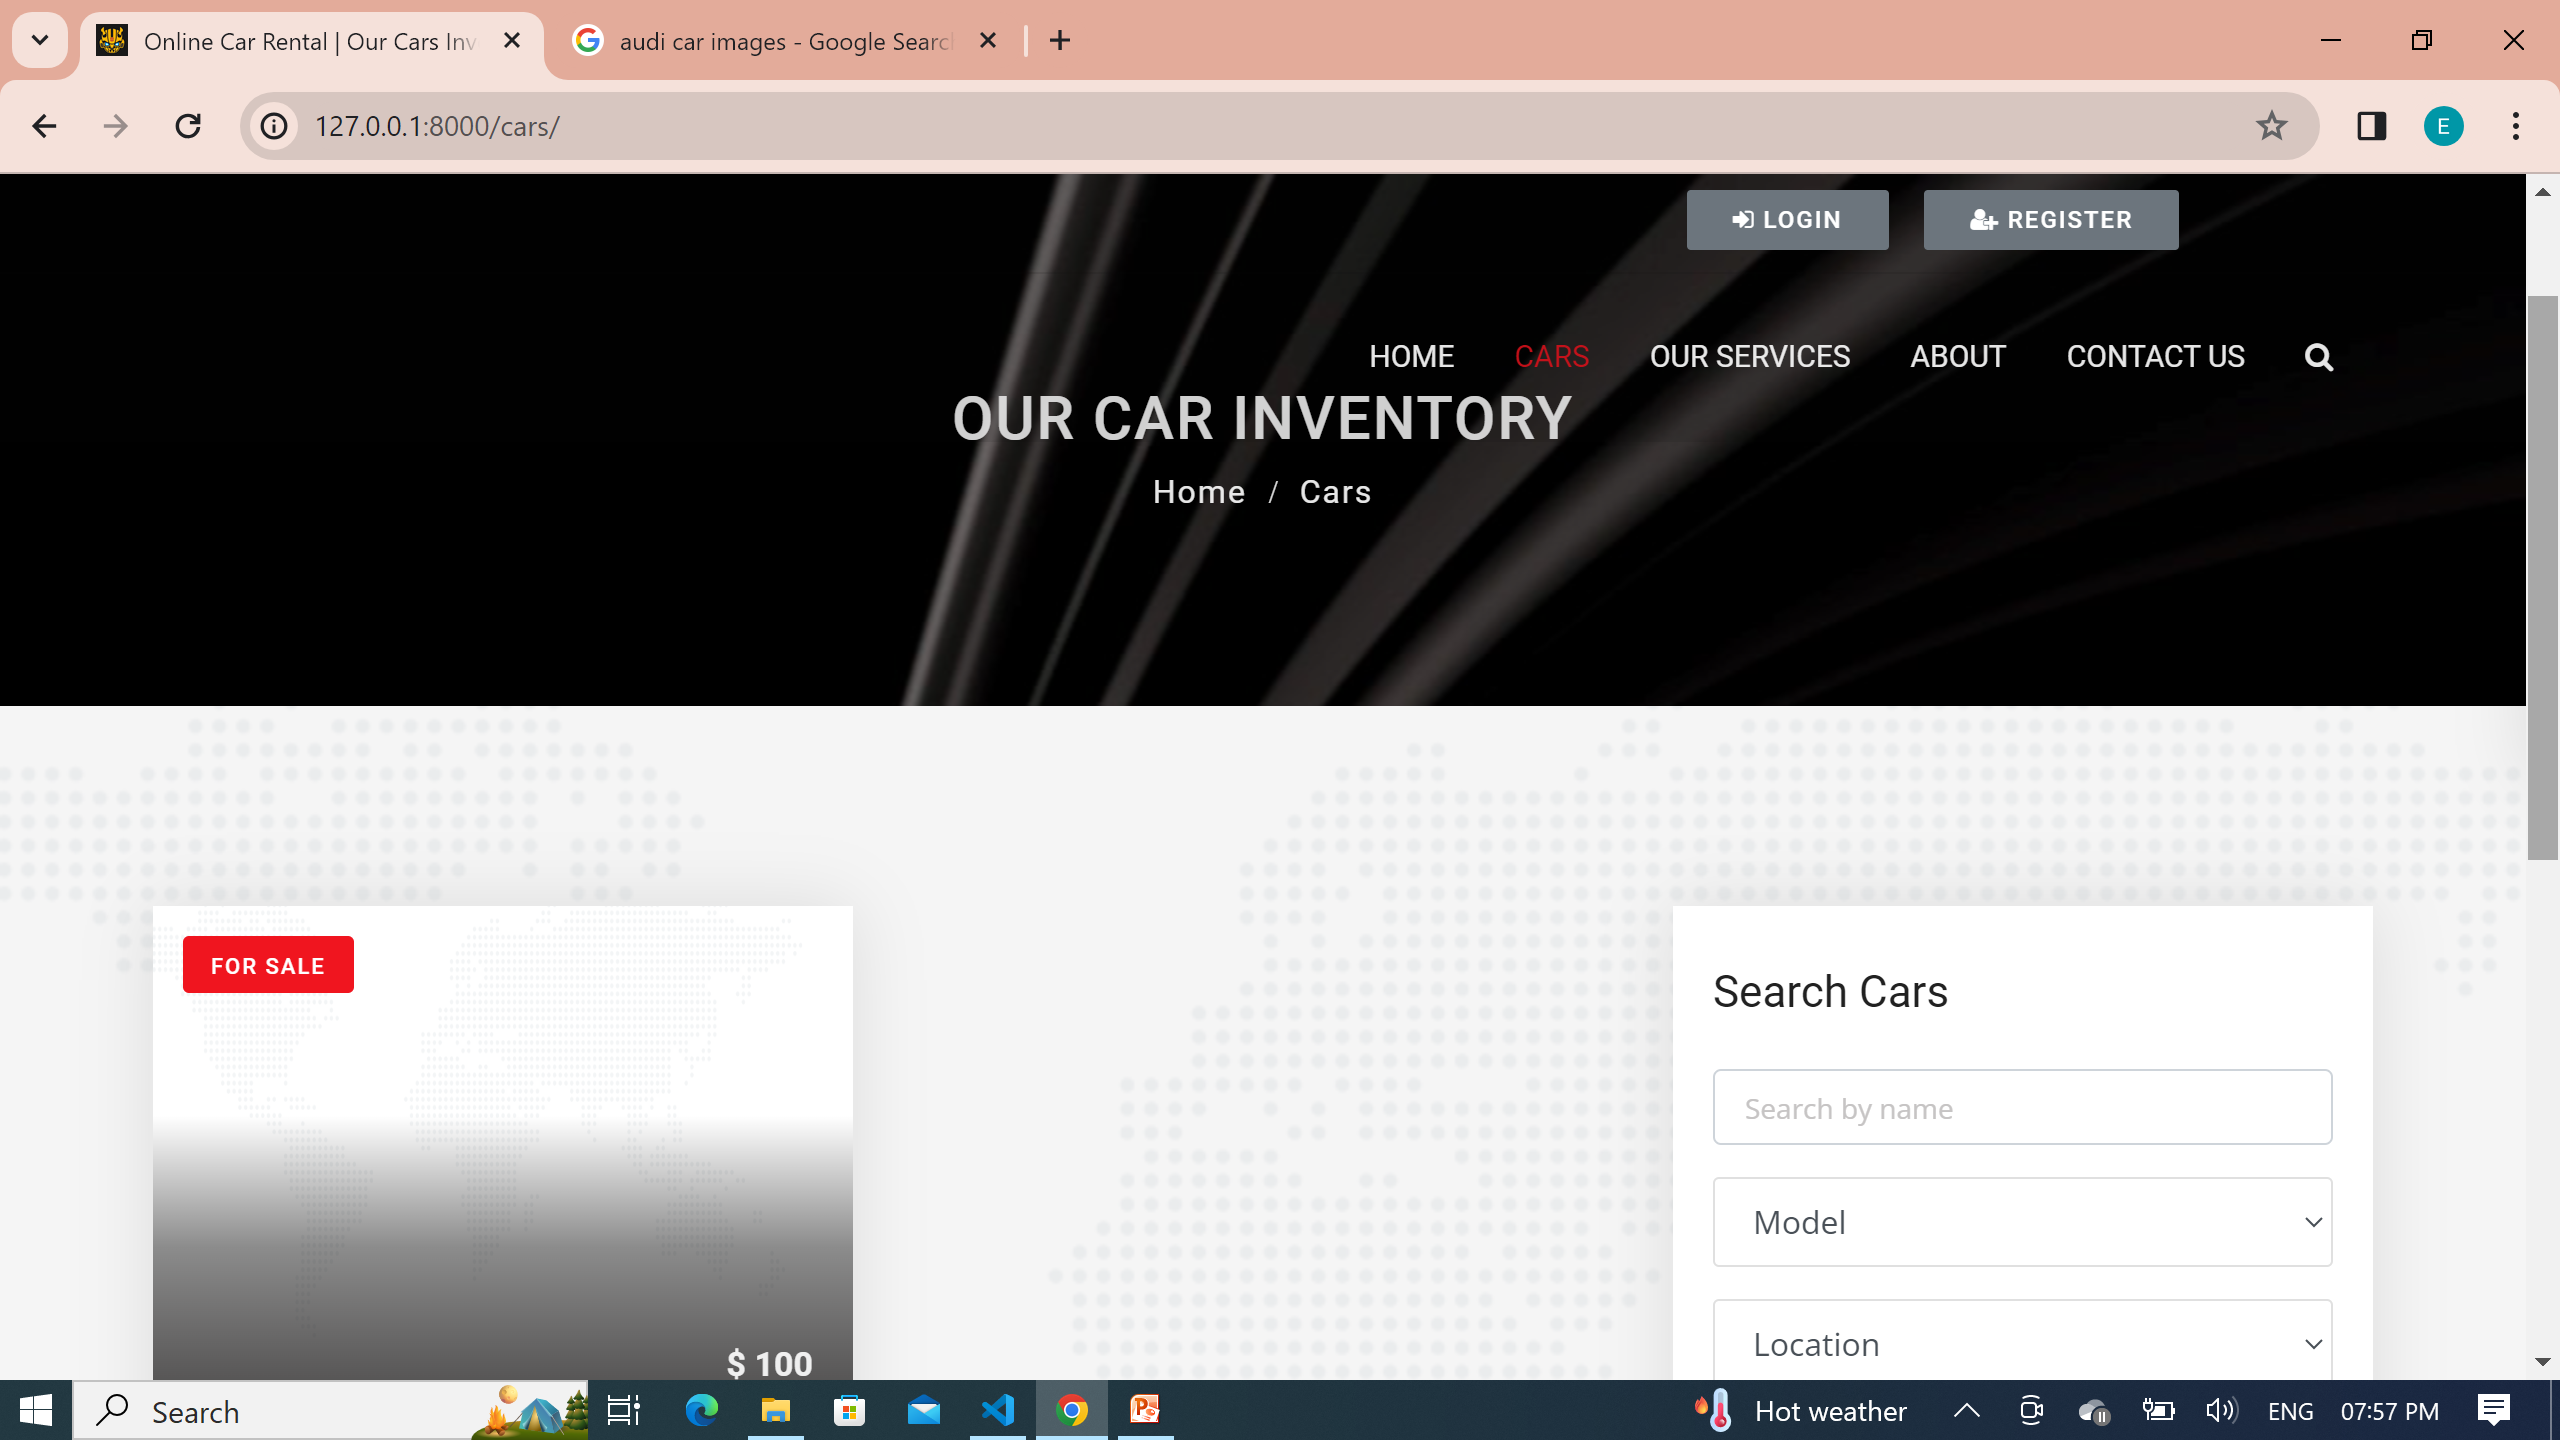 Online Car Rental | Our Cars Inv
audi car images - Google Search
127.0.0.1:8000/cars/
LOGIN
REGISTER
HOME CARS OUR SERVICES ABOUT CONTACT US
OUR CAR INVENTORY
Home / Cars
FOR SALE
$ 100
Search Cars
Search by name
Model
Location
Search
Hot weather
ENG
07:57 PM
E